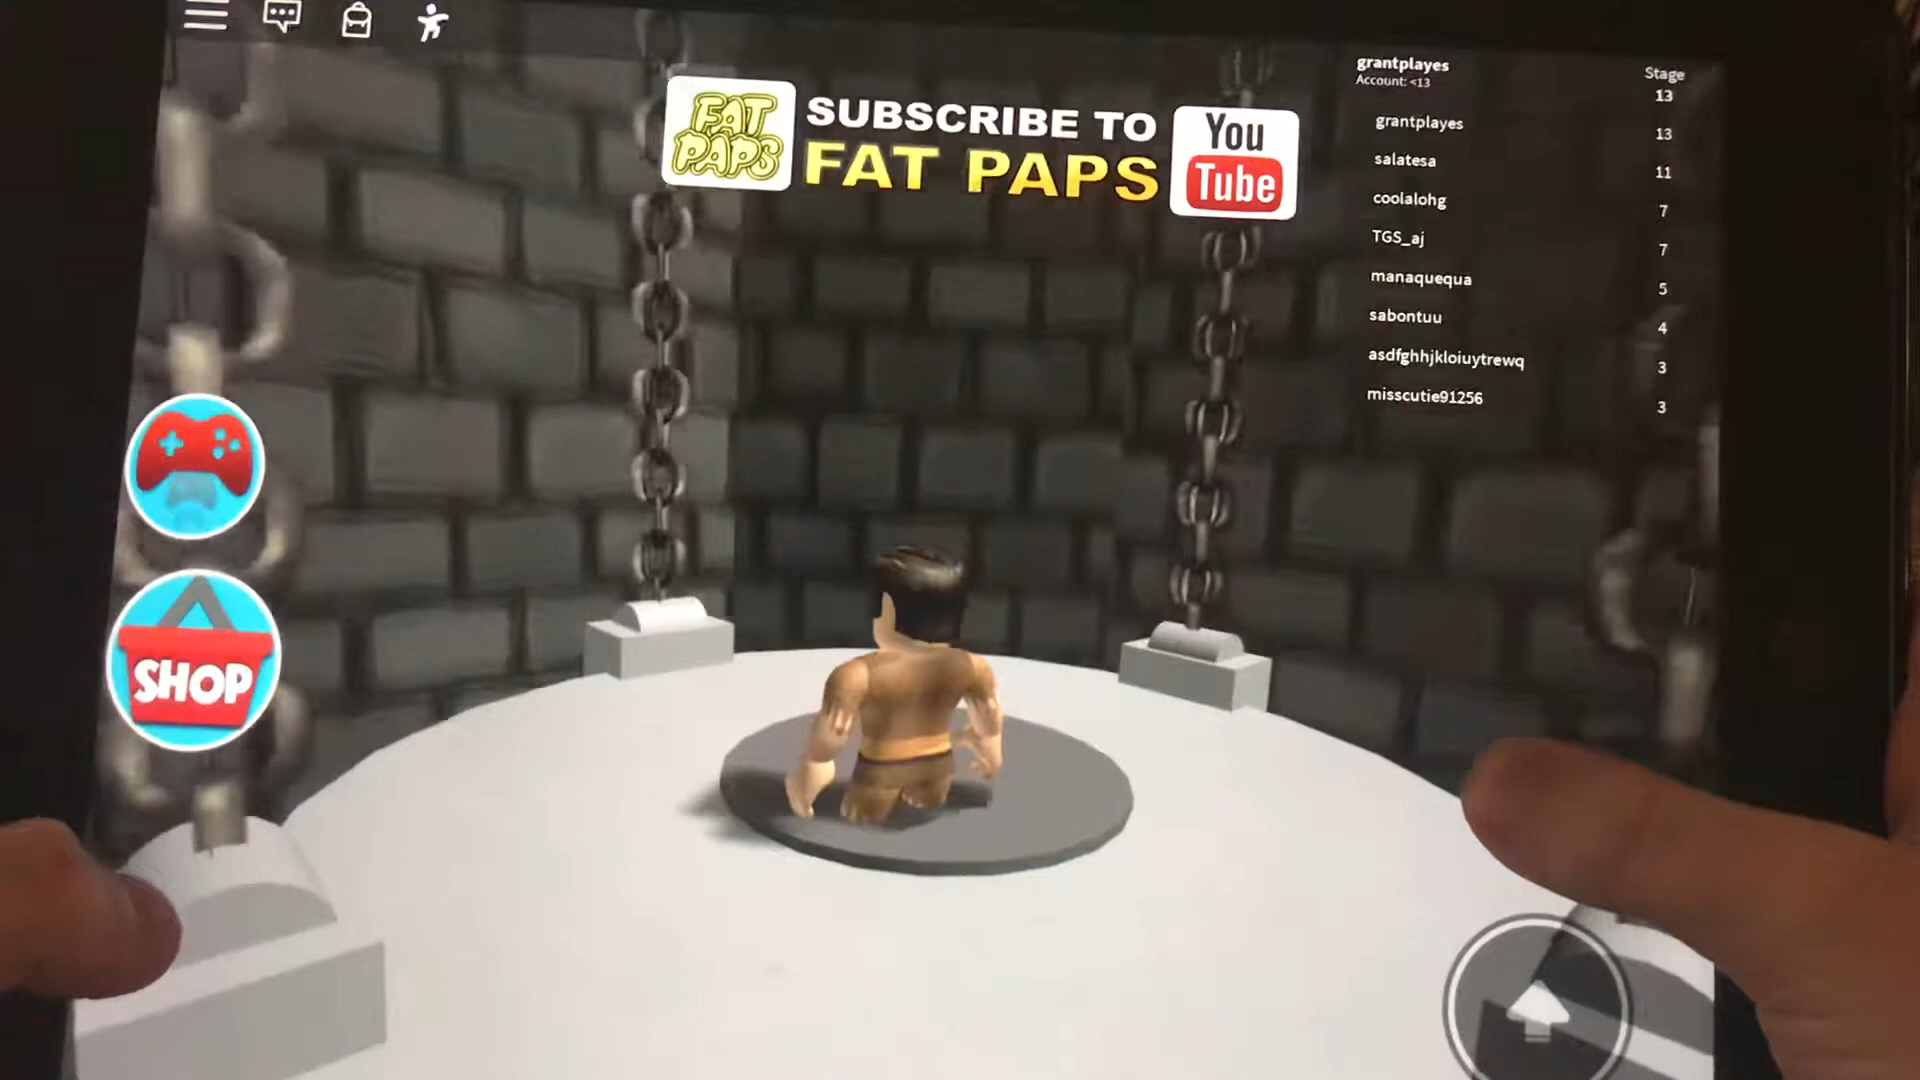 FAT
PAPS
SUBSCRIBE TO
FAT PAPS
You
Tube
grantplayes
Account: <13
Stage
13
grantplayes 13
salatesa 11
coolalohg 7
TGS_aj 7
manaquequa 5
sabontuu 4
asdfghhjkloiuytrewq 3
misscutie91256 3
SHOP